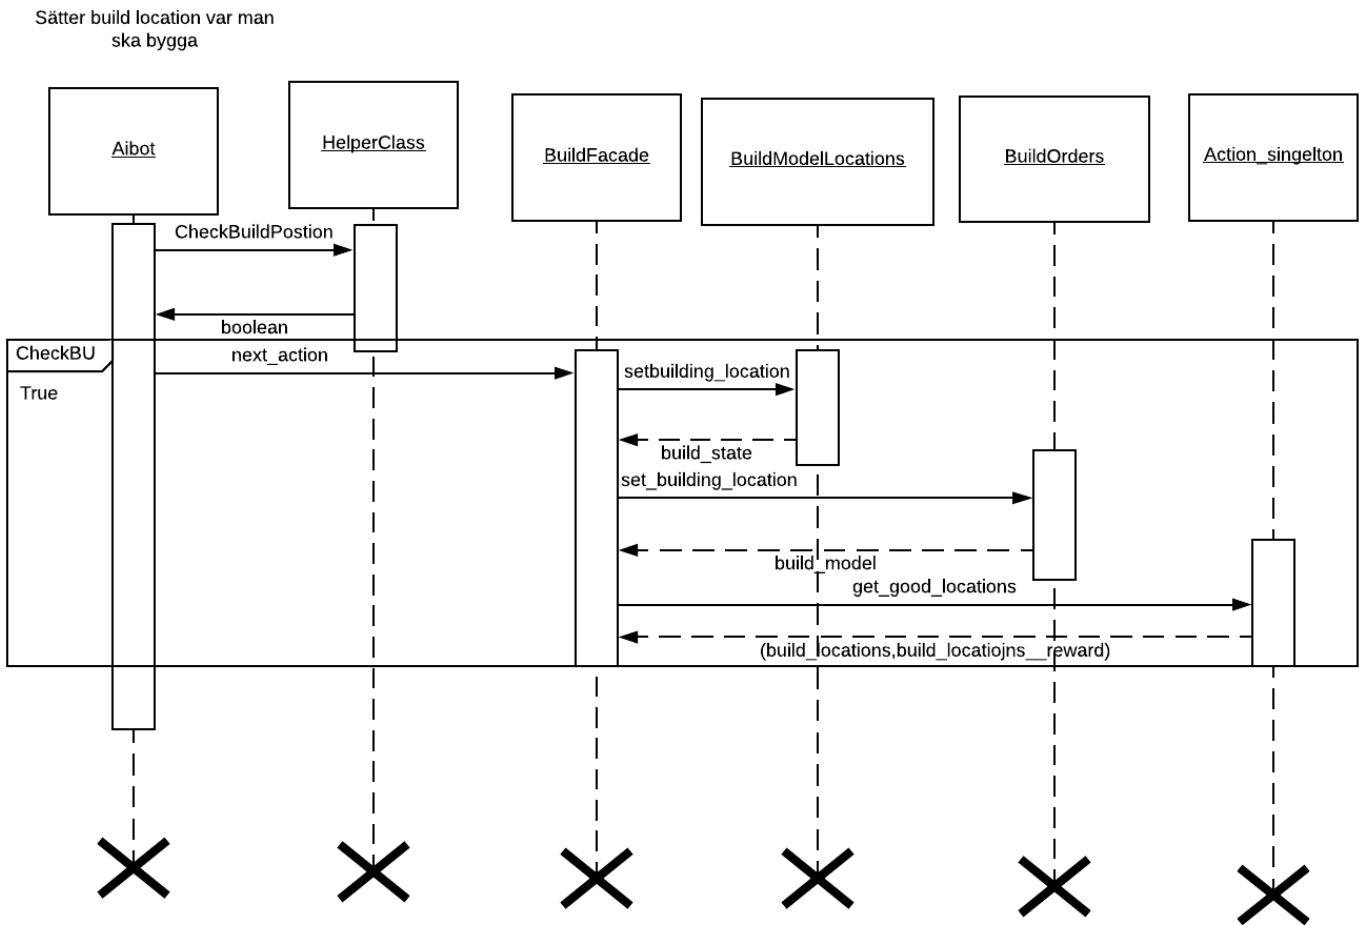 Sätter build location var man
ska bygga
Aibot
HelperClass
BuildFacade
BuildModelLocations
BuildOrders
Action_singelton
CheckBuildPostion
boolean
CheckBU
next_action
True
setbuilding_location
build_state
set_building_location
build_model
get_good_locations
(build_locations,build_locatiojns__reward)